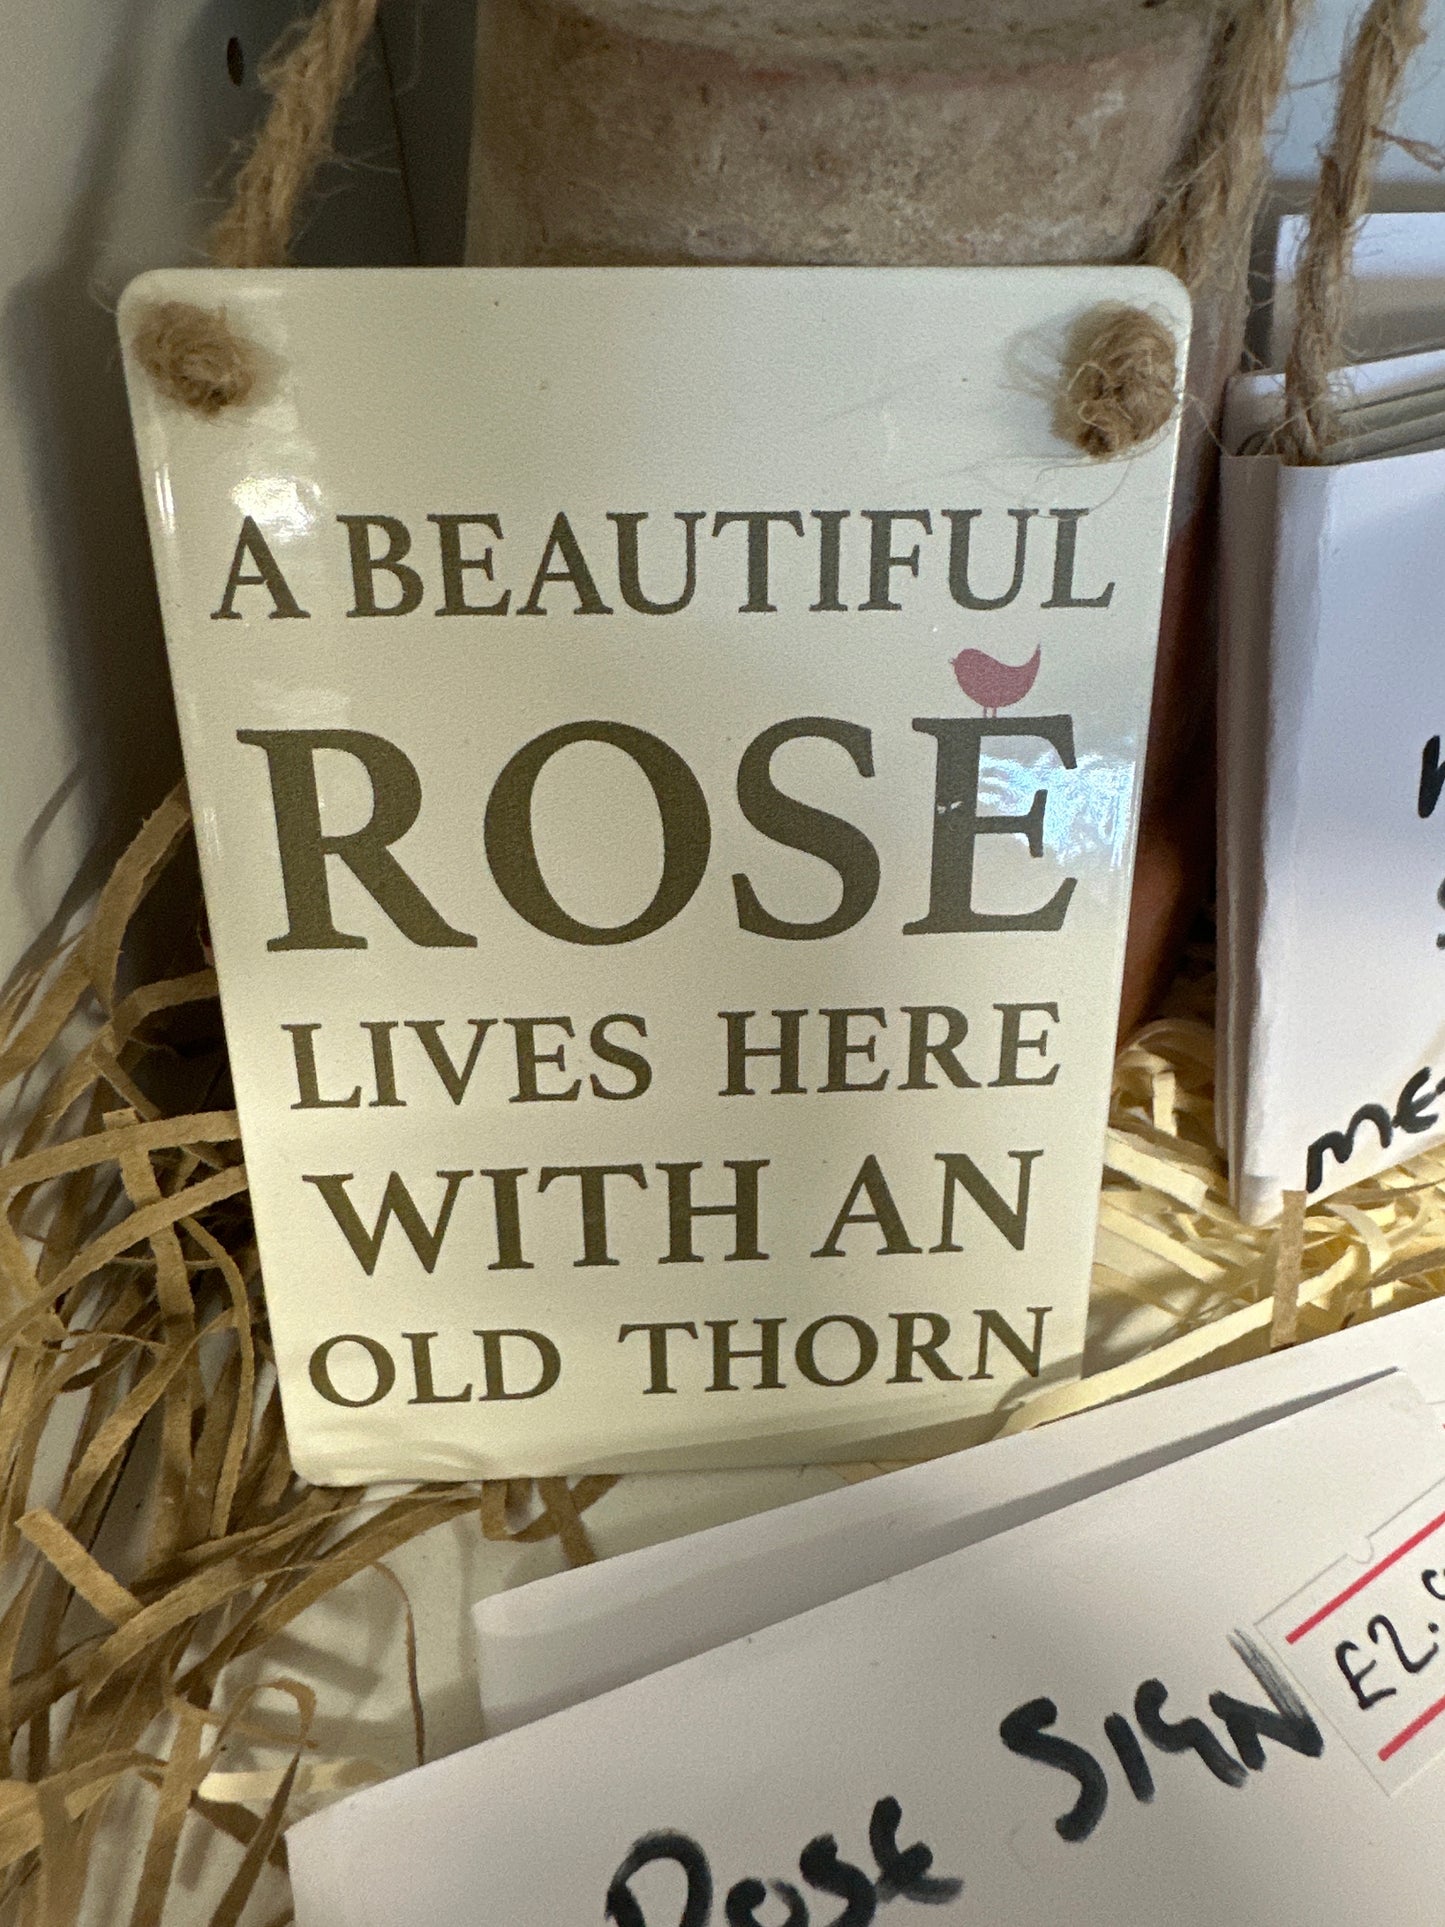 A BEAUTIFUL
ROSE
LIVES HERE
WITH AN
OLD THORN
ROSE SIGN